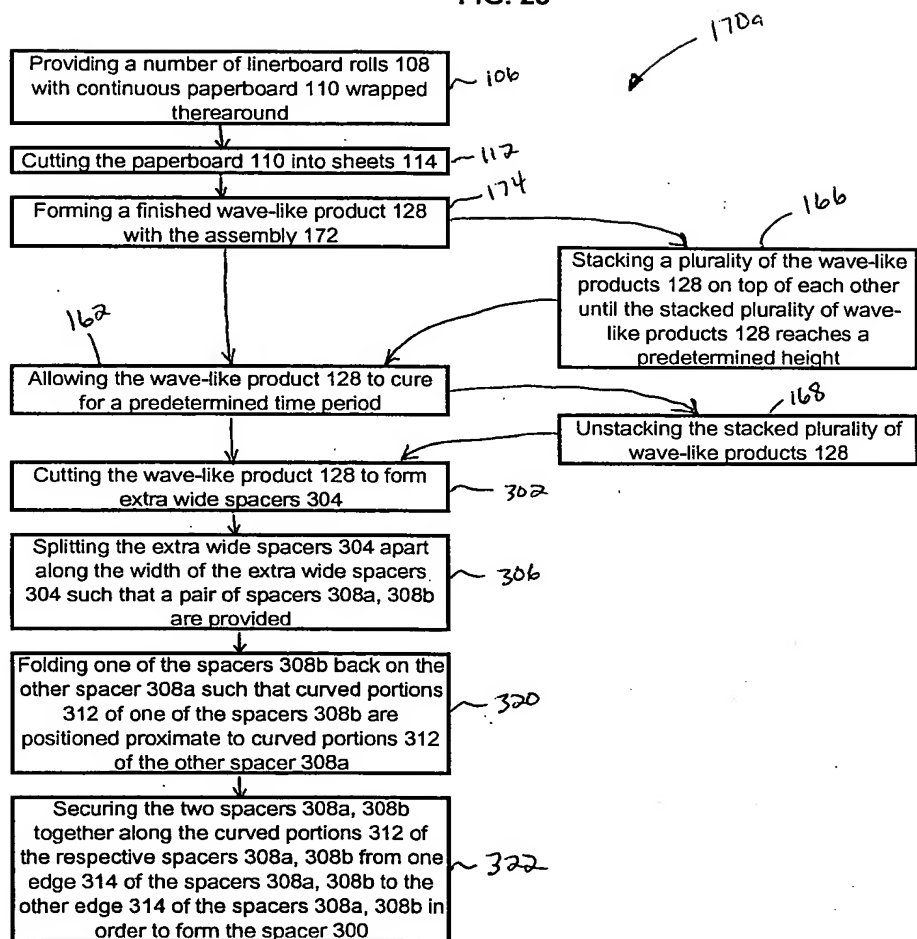 170a
Providing a number of linerboard rolls 108
with continuous paperboard 110 wrapped
therearound
106
Cutting the paperboard 110 into sheets 114
112
Forming a finished wave-like product 128
with the assembly 172
174
166
Stacking a plurality of the wave-like
products 128 on top of each other
until the stacked plurality of wave-
like products 128 reaches a
predetermined height
162
Allowing the wave-like product 128 to cure
for a predetermined time period
168
Unstacking the stacked plurality of
wave-like products 128
Cutting the wave-like product 128 to form
extra wide spacers 304
302
Splitting the extra wide spacers 304 apart
along the width of the extra wide spacers
304 such that a pair of spacers 308a, 308b
are provided
306
Folding one of the spacers 308b back on the
other spacer 308a such that curved portions
312 of one of the spacers 308b are
positioned proximate to curved portions 312
of the other spacer 308a
320
Securing the two spacers 308a, 308b
together along the curved portions 312 of
the respective spacers 308a, 308b from one
edge 314 of the spacers 308a, 308b to the
other edge 314 of the spacers 308a, 308b in
order to form the spacer 300
322